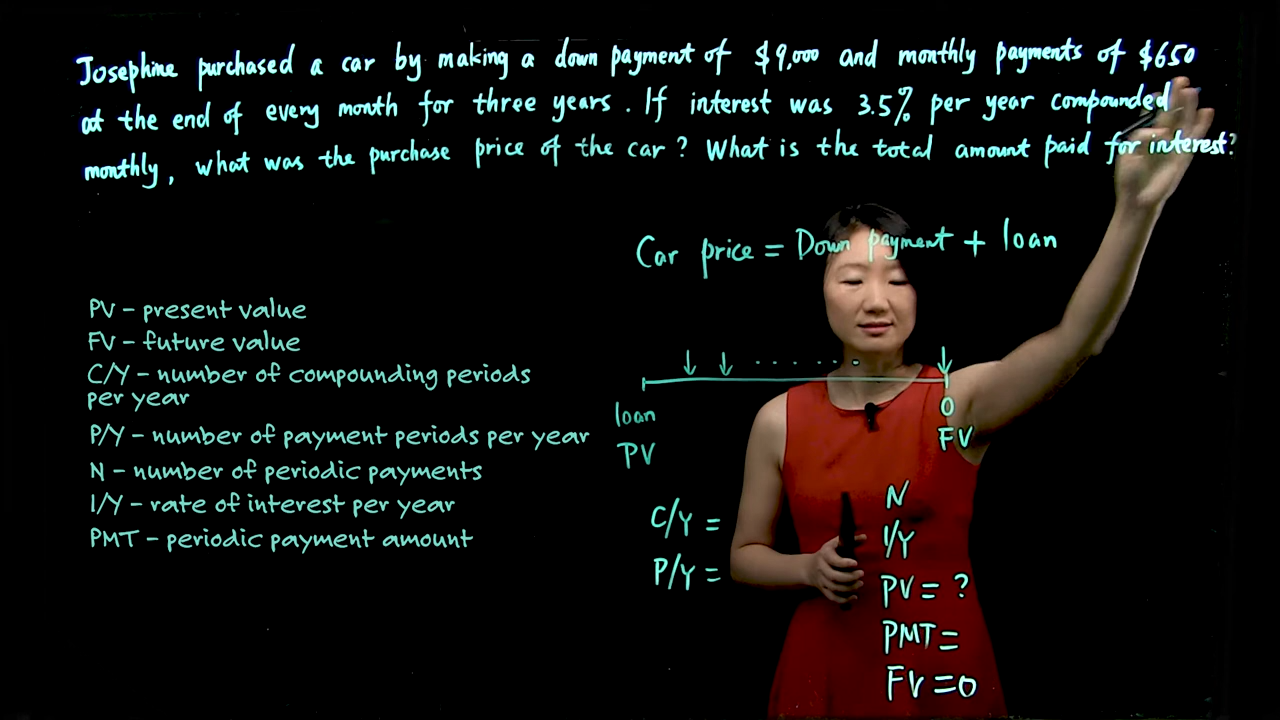 Josephine purchased a car by making a down payment of $9,000 and monthly payments of $650
at the end of every month for three years. If interest was 3.5% per year compounded
monthly, what was the purchase price of the car? What is the total amount paid for interest?
Car price = Down payment + loan
PV - present value
FV - future value
C/Y - number of compounding periods
per year
P/Y - number of payment periods per year
N - number of periodic payments
I/Y - rate of interest per year
PMT - periodic payment amount
loan
PV
0
FV
C/Y =
P/Y =
N
I/Y
PV = ?
PMT =
FV = 0